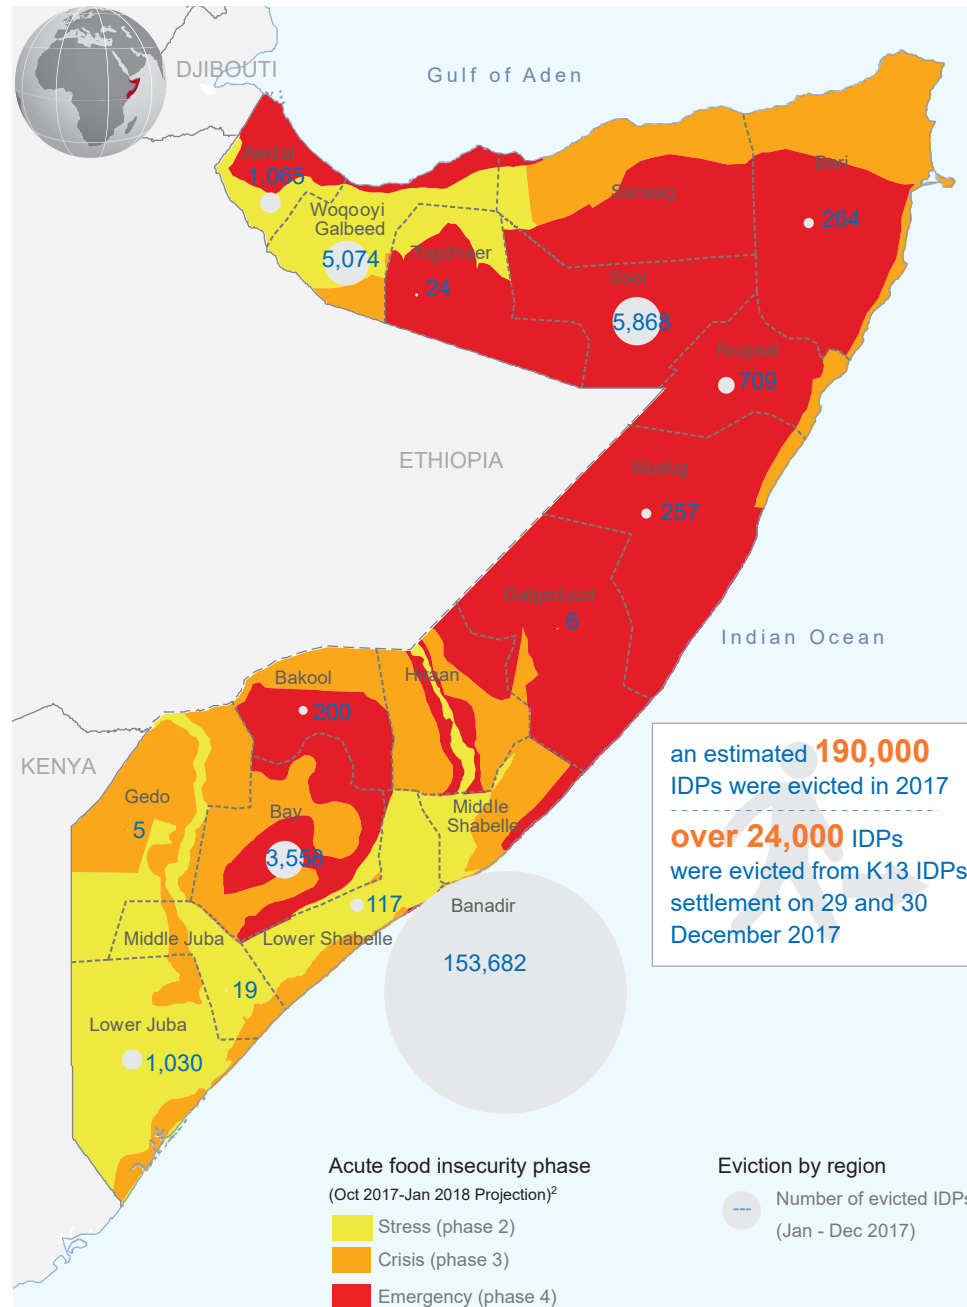 DJIBOUTI
Gulf of Aden
Awdal
1,065
Woqooyi
Galbeed
5,074
Togdheer
24
Sanaag
Bari
264
Sool
5,868
Nugaal
709
ETHIOPIA
Mudug
257
Galgaduud
6
Indian Ocean
Hiraan
Bakool
200
KENYA
Gedo
5
Bay
3,558
Middle
Shabelle
117
Banadir
153,682
Middle Juba
Lower Shabelle
19
Lower Juba
1,030
an estimated 190,000
IDPs were evicted in 2017
over 24,000 IDPs
were evicted from K13 IDPs
settlement on 29 and 30
December 2017
Acute food insecurity phase
(Oct 2017-Jan 2018 Projection)2
Stress (phase 2)
Crisis (phase 3)
Emergency (phase 4)
Eviction by region
---
Number of evicted IDPs
(Jan - Dec 2017)